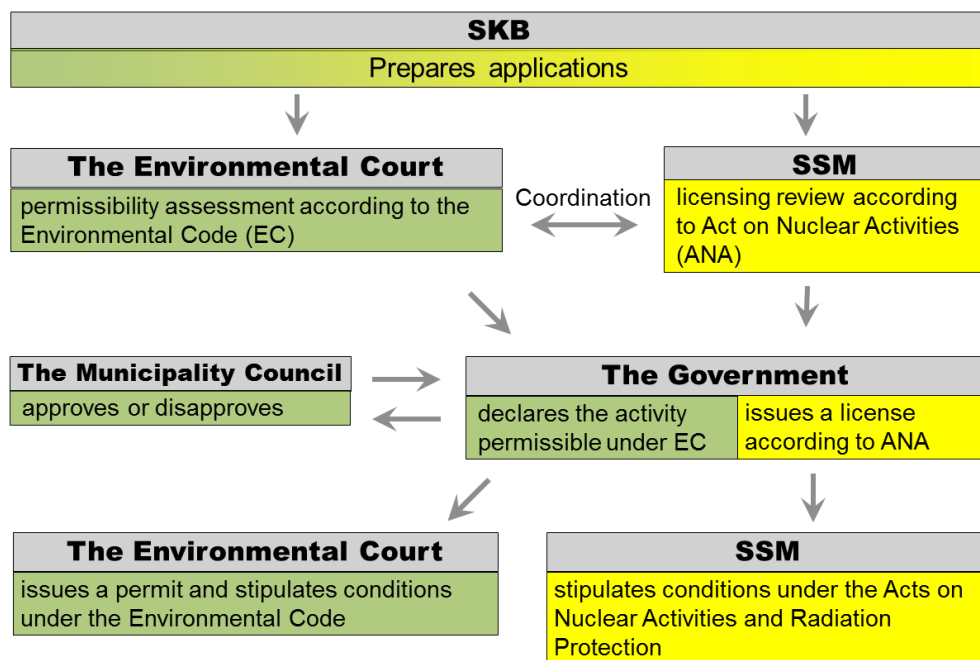 SKB
Prepares applications
The Environmental Court
permissibility assessment according to the
Environmental Code (EC)
Coordination
SSM
licensing review according
to Act on Nuclear Activities
(ANA)
The Municipality Council
approves or disapproves
The Government
declares the activity
permissible under EC
issues a license
according to ANA
The Environmental Court
issues a permit and stipulates conditions
under the Environmental Code
SSM
stipulates conditions under the Acts on
Nuclear Activities and Radiation
Protection